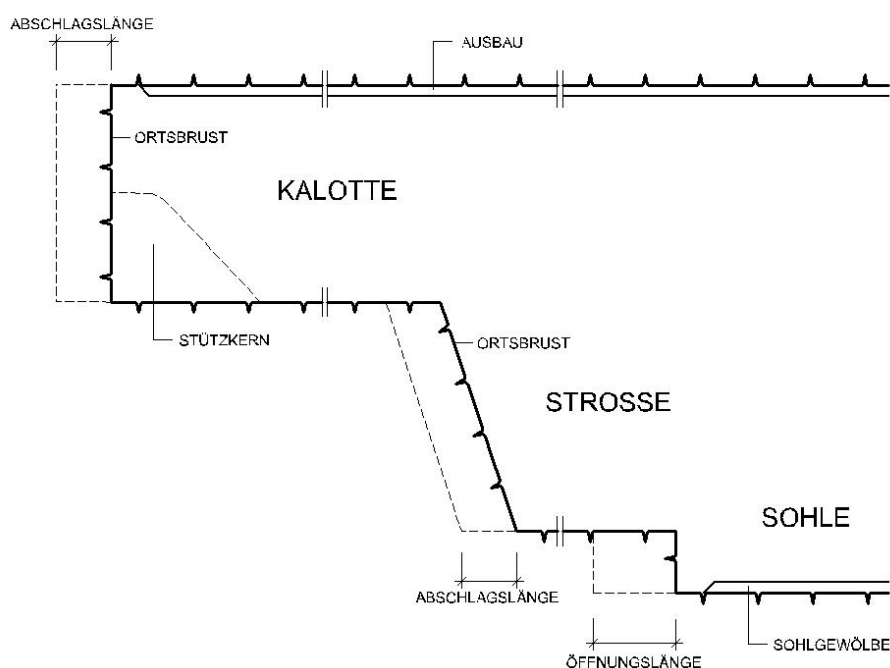 ABSCHLAGSLÄNGE
AUSBAU
ORTSBRUST
KALOTTE
STÜTZKERN
ORTSBRUST
STROSSE
SOHLE
ABSCHLAGSLÄNGE
SOHLGEWÖLBE
ÖFFNUNGSLÄNGE